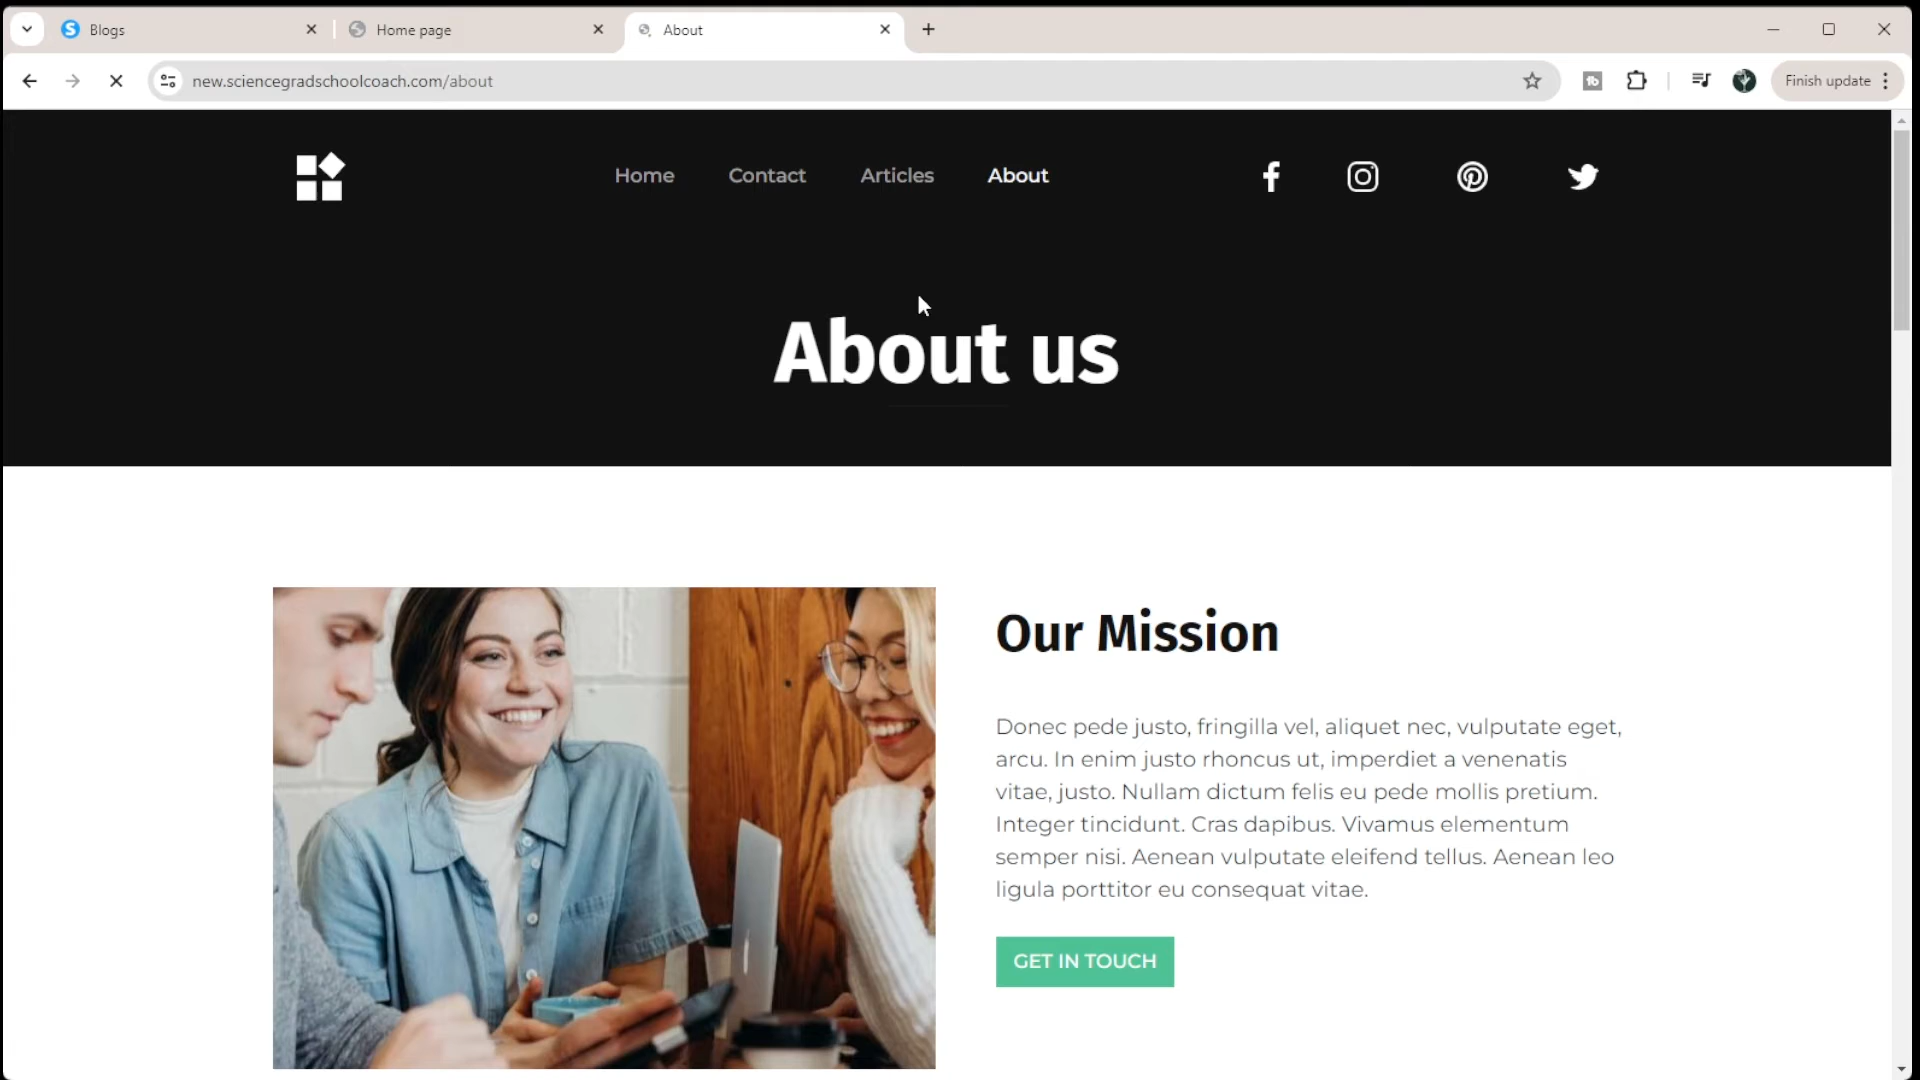 Blogs
Home page
About
new.sciencegradschoolcoach.com/about
Finish update
Home
Contact
Articles
About
About us
Our Mission
Donec pede justo, fringilla vel, aliquet nec, vulputate eget,
arcu. In enim justo rhoncus ut, imperdiet a venenatis
vitae, justo. Nullam dictum felis eu pede mollis pretium.
Integer tincidunt. Cras dapibus. Vivamus elementum
semper nisi. Aenean vulputate eleifend tellus. Aenean leo
ligula porttitor eu consequat vitae.
GET IN TOUCH